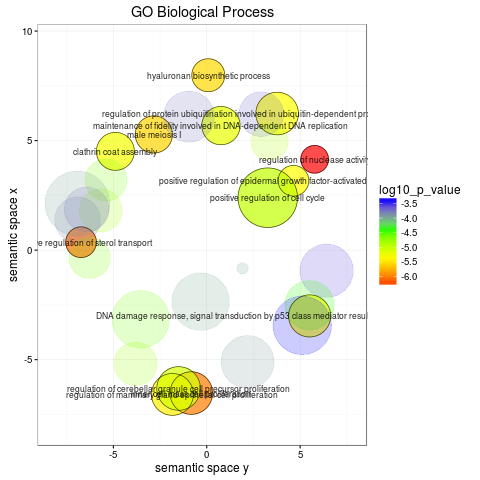 GO Biological Process
10
hyaluronan biosynthetic process
regulation of protein ubiquitination involved in ubiquitin-dependent pr
maintenance of fidelity involved in DNA-dependent DNA replication
male meiosis I
5
clathrin coat assembly
regulation of nuclease activit
log10_p_value
positive regulation of epidermal growth factor-activated
positive regulation of cell cycle
-3.5
-4.0
-4.5
-5.0
-5.5
-6.0
semantic space x
e regulation of sterol transport
0
DNA damage response, signal transduction by p53 class mediator resul
-5
regulation of cerebellar granule cell precursor proliferation
regulation of mammary gland epithelial cell proliferation
-5
0
5
semantic space y